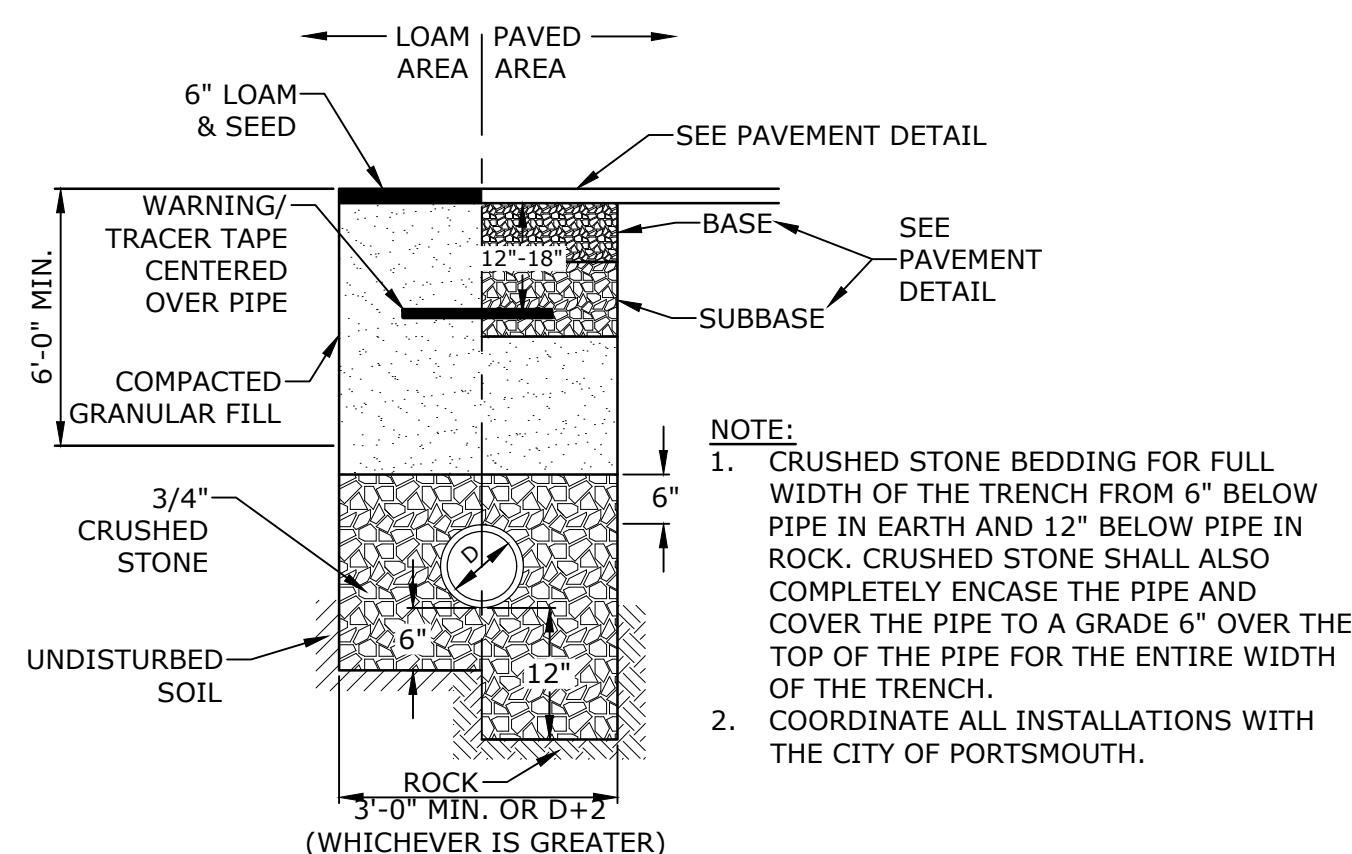 LOAM
AREA
PAVED
AREA
6" LOAM
& SEED
SEE PAVEMENT DETAIL
WARNING/
TRACER TAPE
CENTERED
OVER PIPE
BASE
12"-18"
SEE
PAVEMENT
DETAIL
SUBBASE
6'-0" MIN.
COMPACTED
GRANULAR FILL
3/4"
CRUSHED
STONE
6"
D
6"
12"
UNDISTURBED
SOIL
ROCK
3'-0" MIN. OR D+2
(WHICHEVER IS GREATER)
NOTE:
1. CRUSHED STONE BEDDING FOR FULL
WIDTH OF THE TRENCH FROM 6" BELOW
PIPE IN EARTH AND 12" BELOW PIPE IN
ROCK. CRUSHED STONE SHALL ALSO
COMPLETELY ENCASE THE PIPE AND
COVER THE PIPE TO A GRADE 6" OVER THE
TOP OF THE PIPE FOR THE ENTIRE WIDTH
OF THE TRENCH.
2. COORDINATE ALL INSTALLATIONS WITH
THE CITY OF PORTSMOUTH.